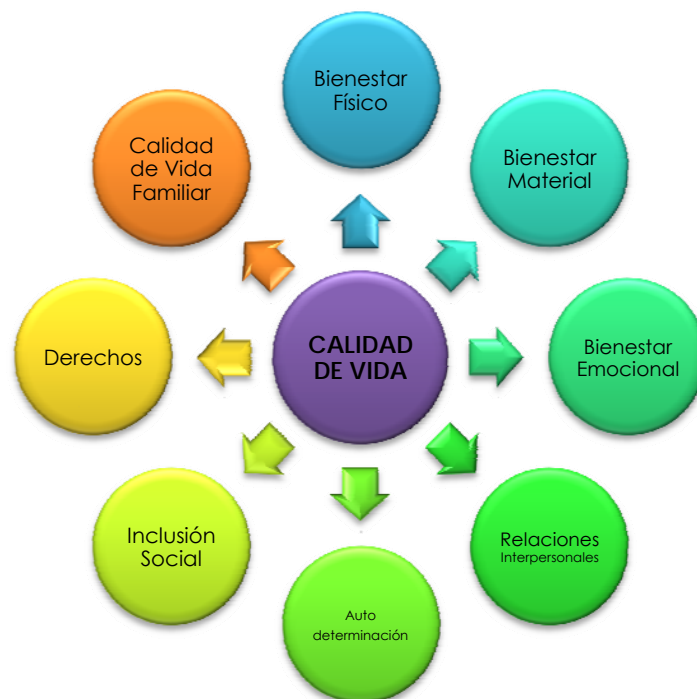 Bienestar
Físico
Calidad
de Vida
Familiar
Bienestar
Material
Derechos
CALIDAD
DE VIDA
Bienestar
Emocional
Inclusión
Social
Relaciones
Interpersonales
Auto
determinación